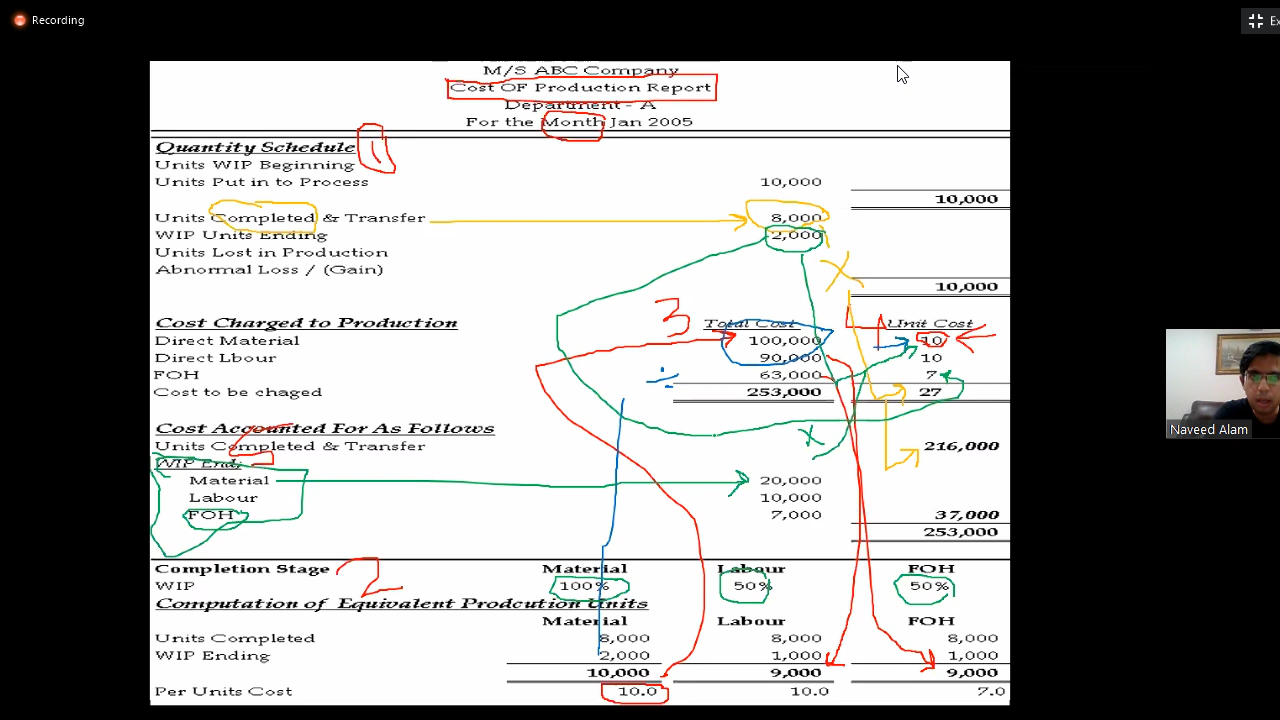 Recording
Ex
M/S ABC Company
Cost OF Production Report
Department - A
For the Month Jan 2005
Quantity Schedule 1
Units WIP Beginning
Units Put in to Process 10,000
10,000
Units Completed & Transfer 8,000
WIP Units Ending 2,000
Units Lost in Production
Abnormal Loss / (Gain)
X
10,000
3
Cost Charged to Production Total Cost Unit Cost
Direct Material 100,000 10
Direct Lbour 90,000 10
FOH 63,000 7
÷
Cost to be chaged 253,000 27
Cost Accounted For As Follows
X
Units Completed & Transfer 216,000
WIP End;
Material 20,000
Labour 10,000
FOH 7,000 37,000
253,000
Completion Stage 2 Material Labour FOH
WIP 100% 50% 50%
Computation of Equivalent Prodcution Units
Material Labour FOH
Units Completed 8,000 8,000 8,000
WIP Ending 2,000 1,000 1,000
10,000 9,000 9,000
Per Units Cost 10.0 10.0 7.0
Naveed Alam